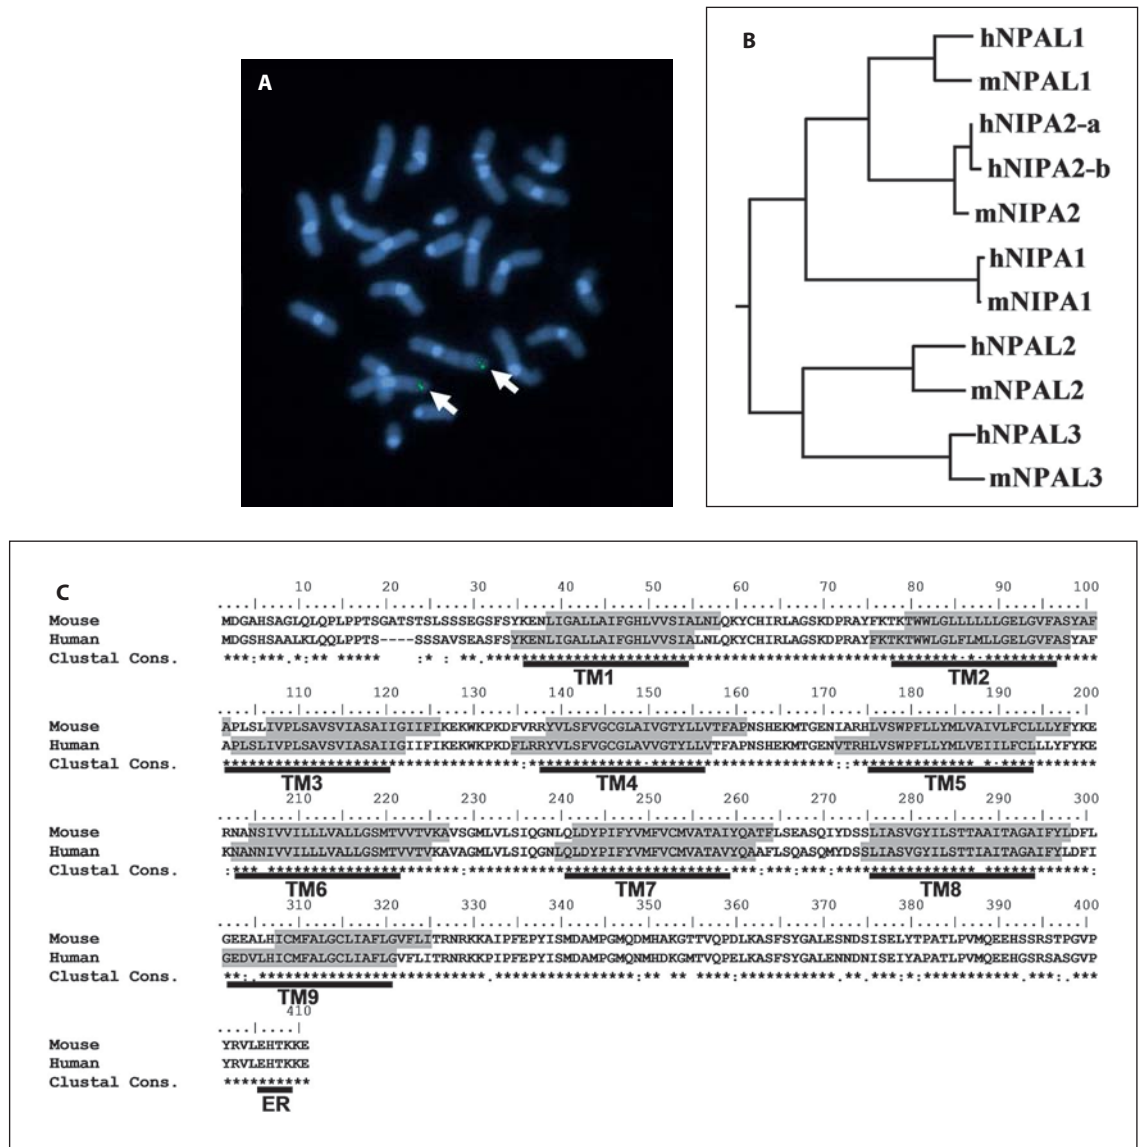 A
B
hNPAL1
mNPAL1
hNIPA2-a
hNIPA2-b
mNIPA2
hNIPA1
mNIPA1
hNPAL2
mNPAL2
hNPAL3
mNPAL3
C
10 20 30 40 50 60 70 80 90 100
Mouse MDGAHSAGLQLQPLPPTSGATSTSLSSSEGSFSYKENLIGALLAIFGHLVVSIALNLQKYCHIRLAGSKDPRAYFKTKTWWLGLLLLLLGELGVFASYAF
Human MDGSHSAALKLQQLPPTS----SSSAVSEASFSYKENLIGALLAIFGHLVVSIALNLQKYCHIRLAGSKDPRAYFKTKTWWLGLFLMLLGELGVFASYAF
Clustal Cons.
TM1 TM2
110 120 130 140 150 160 170 180 190 200
Mouse APLSLIVPLSAVSVIASAIIGIIFIKEKWKPKDFVRRYVLSFVGCGLAIVGTYLLVTFAPNSHEKMTGENIARHLVSWPFLLYMLVAIVLFCLLLYFYKE
Human APLSLIVPLSAVSVIASAIIGIIFIKEKWKPKDFLRRYVLSFVGCGLAVVGTYLLVTFAPNSHEKMTGENVTRHLVSWPFLLYMLVEIILFCLLLYFYKE
Clustal Cons.
TM3 TM4 TM5
210 220 230 240 250 260 270 280 290 300
Mouse RNANSIVVILLLVALLGSMTVVTVKAVSGMLVLSIQGNLQLDYPIFYVMFVCMVATAIYQATFLSEASQIYDSSLIASVGYILSTTAAITAGAIFYLDFL
Human KNANNIVVILLLVALLGSMTVVTVKAVAGMLVLSIQGNLQLDYPIFYVMFVCMVATAVYQAAFLSQASQMYDSSLIASVGYILSTTIAITAGAIFYLDFI
Clustal Cons.
TM6 TM7 TM8
310 320 330 340 350 360 370 380 390 400
Mouse GEEALHICMFALGCLIAFLGVFLITRNRKKAIPFEPYISMDAMPGMQDMHAKGTTVQPDLKASFSYGALESNDSISELYTPATLPVMQEEHSSRSTPGVP
Human GEDVLHICMFALGCLIAFLGVFLITRNRKKPIPFEPYISMDAMPGMQNMHDKGMTVQPELKASFSYGALENNDNISEIYAPATLPVMQEEHGSRSASGVP
Clustal Cons.
TM9
410
Mouse YRVLEHTKKE
Human YRVLEHTKKE
Clustal Cons. **********
ER